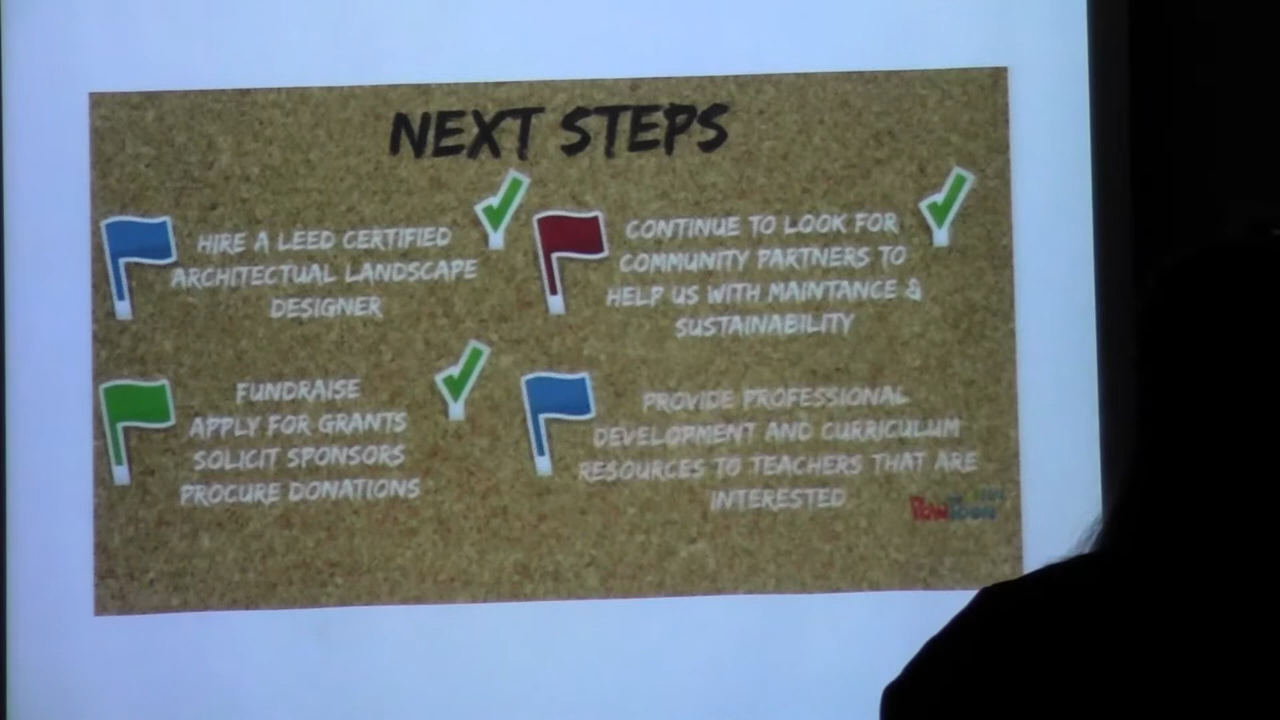 NEXT STEPS
HIRE A LEED CERTIFIED
ARCHITECTUAL LANDSCAPE
DESIGNER
CONTINUE TO LOOK FOR
COMMUNITY PARTNERS TO
HELP US WITH MAINTANCE &
SUSTAINABILITY
FUNDRAISE
APPLY FOR GRANTS
SOLICIT SPONSORS
PROCURE DONATIONS
PROVIDE PROFESSIONAL
DEVELOPMENT AND CURRICULUM
RESOURCES TO TEACHERS THAT ARE
INTERESTED